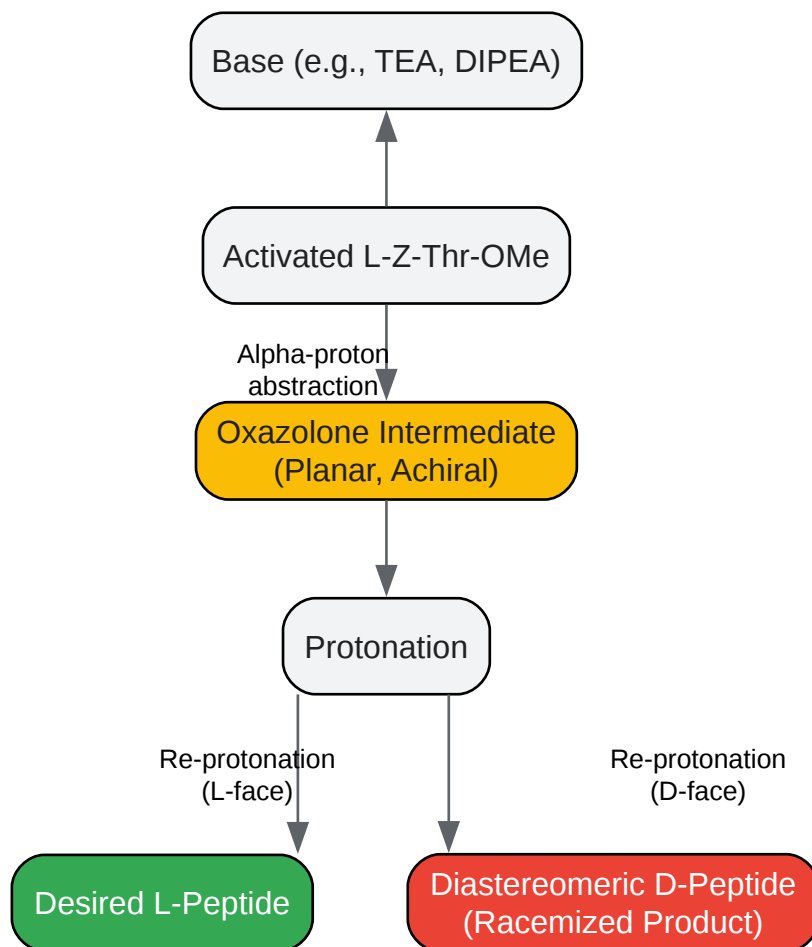 Base (e.g., TEA, DIPEA)
Activated L-Z-Thr-OMe
Alpha-proton
abstraction
Oxazolone Intermediate
(Planar, Achiral)
Protonation
Re-protonation
(L-face)
Re-protonation
(D-face)
Desired L-Peptide
Diastereomeric D-Peptide
(Racemized Product)